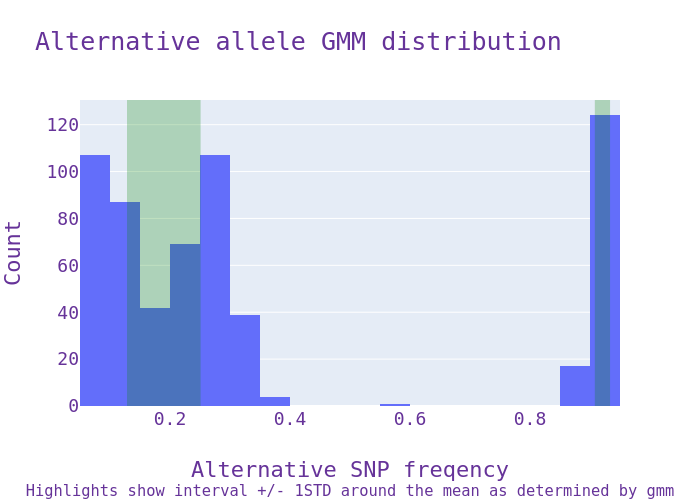 Alternative allele GMM distribution
120
100
80
60
40
20
0
Count
0.2 0.4 0.6 0.8
Alternative SNP freqency
Highlights show interval +/- 1STD around the mean as determined by gmm